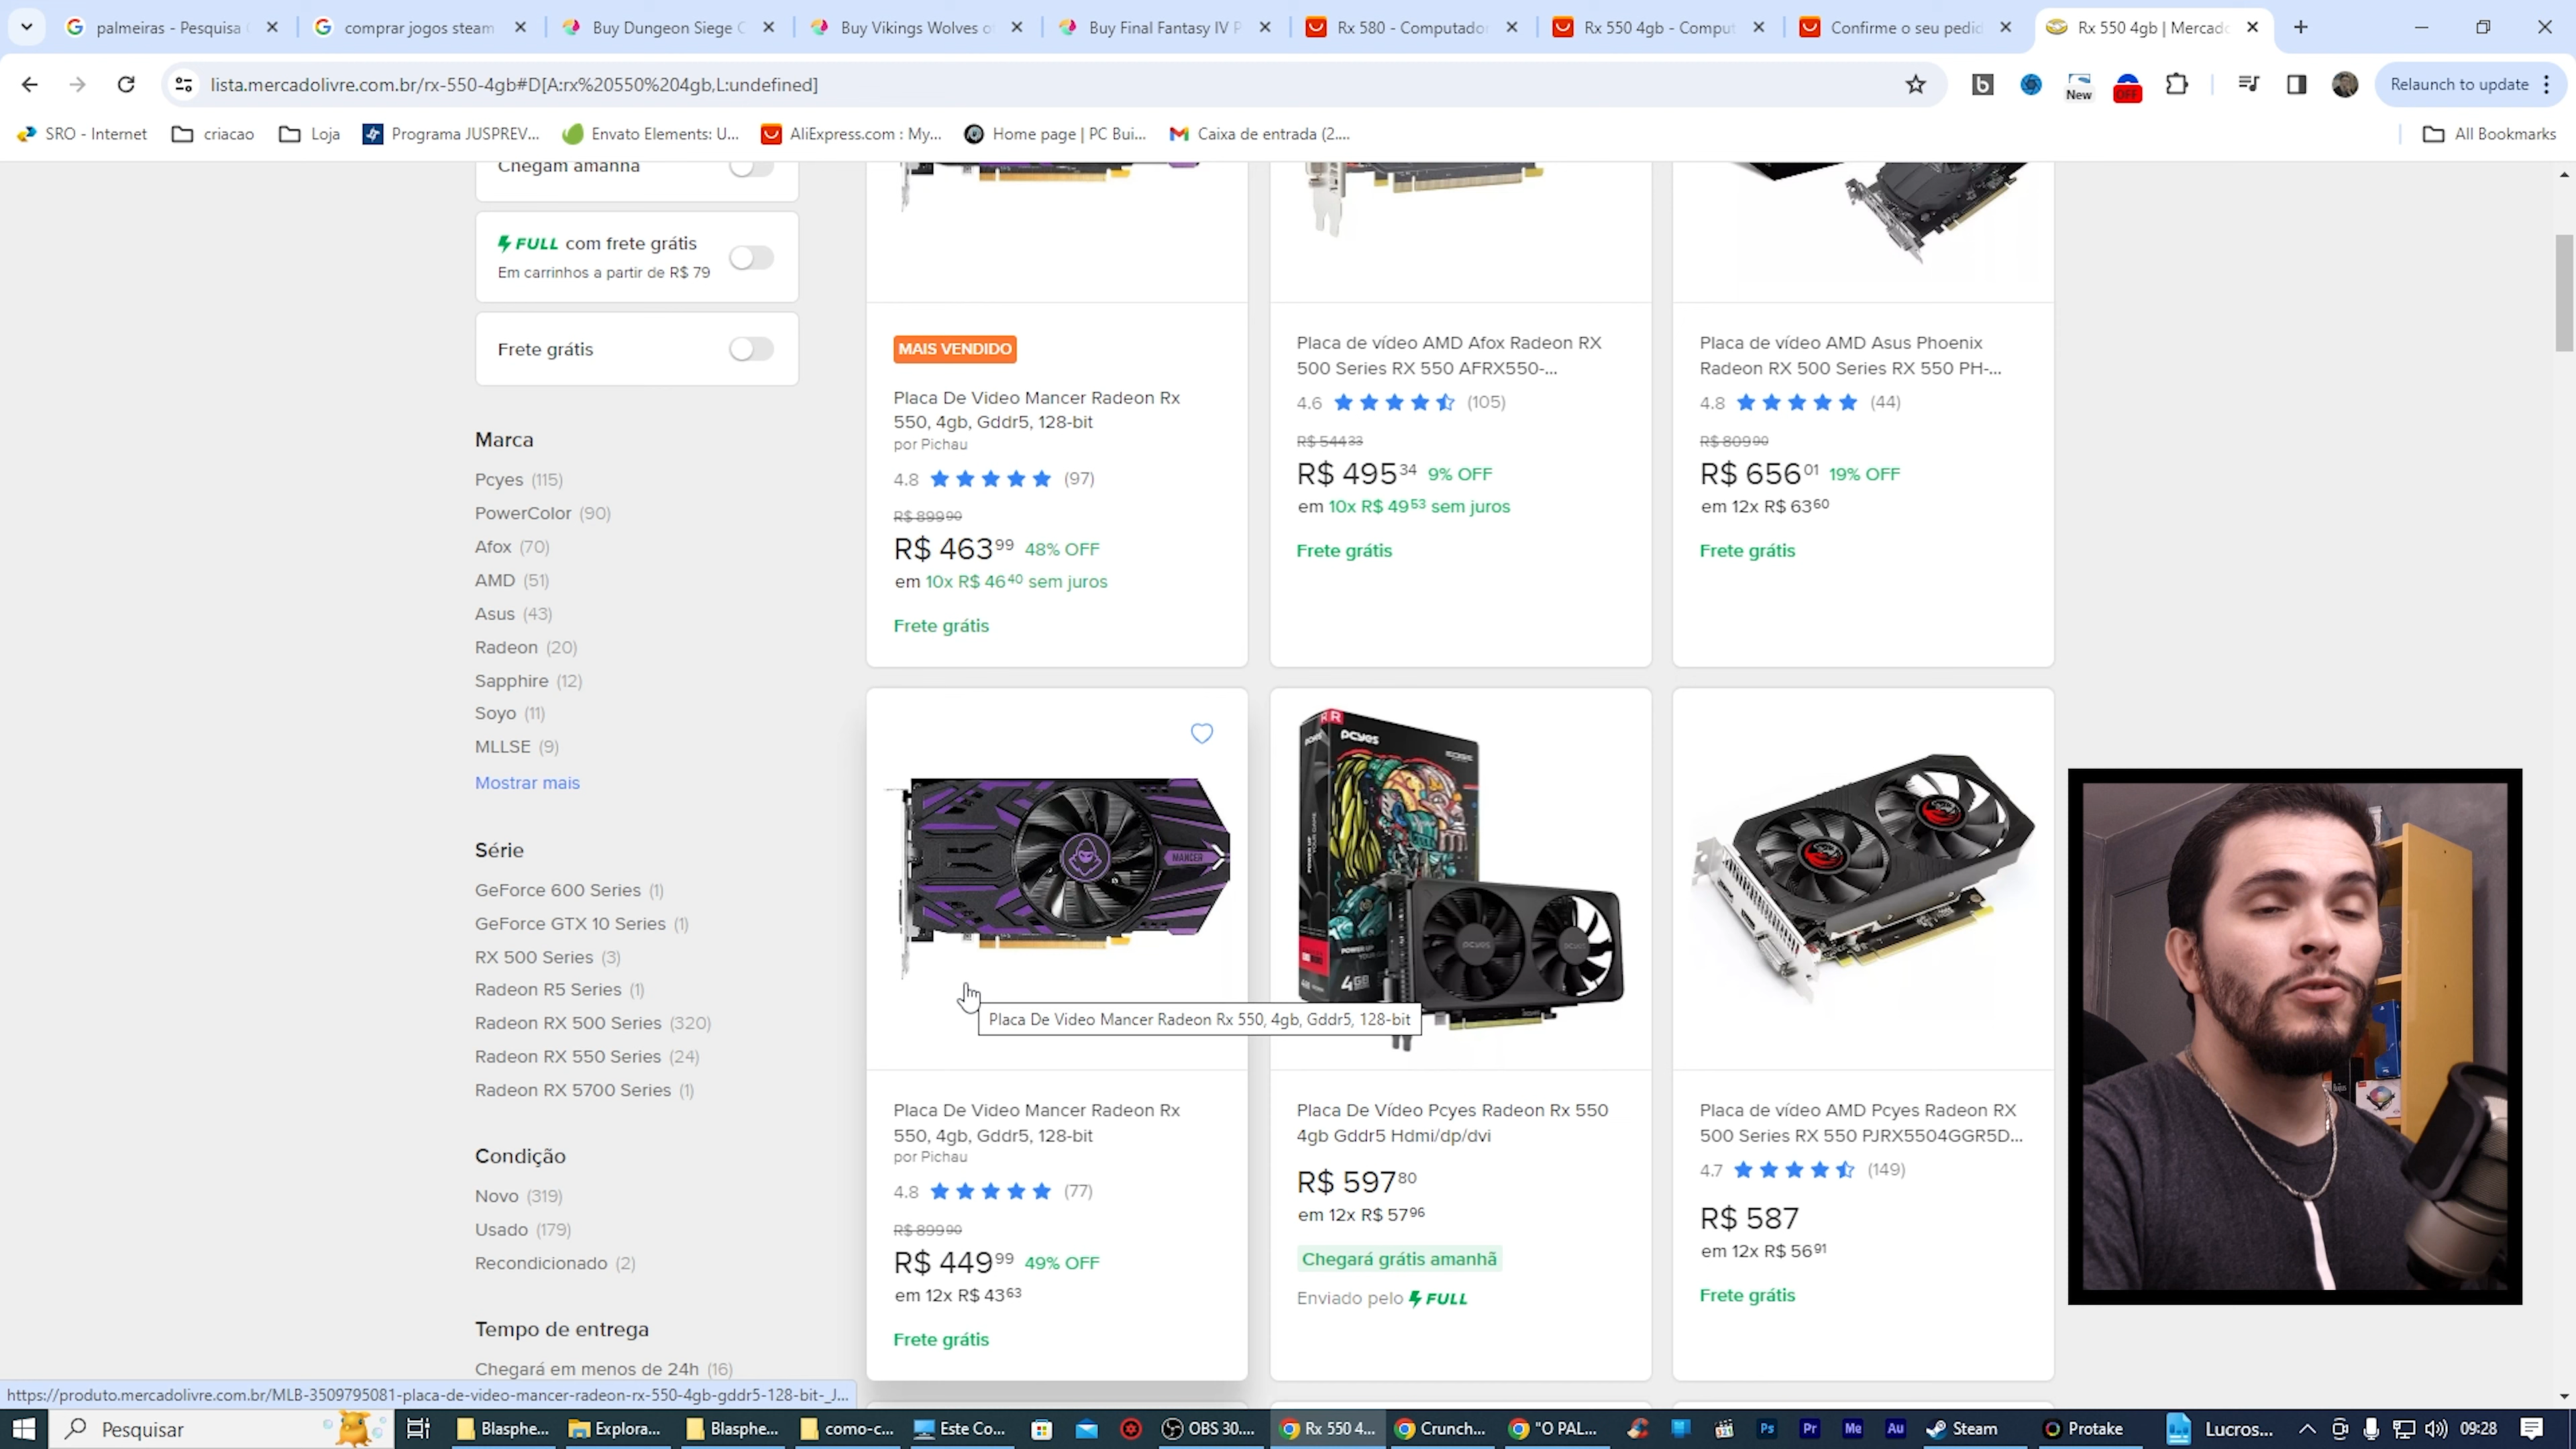 palmeiras - Pesquisa
comprar jogos steam
Buy Dungeon Siege C
Buy Vikings Wolves o
Buy Final Fantasy IV P
Rx 580 - Computador
Rx 550 4gb - Comput
Confirme o seu pedid
Rx 550 4gb | Mercado
lista.mercadolivre.com.br/rx-550-4gb#D[A:rx%20550%204gb,L:undefined]
New
OFF
Relaunch to update
SRO - Internet
criacao
Loja
Programa JUSPREV...
Envato Elements: U...
AliExpress.com : My...
Home page | PC Bui...
Caixa de entrada (2....
All Bookmarks
Chegam amanhã
FULL com frete grátis
Em carrinhos a partir de R$ 79
Frete grátis
Marca
Pcyes (115)
PowerColor (90)
Afox (70)
AMD (51)
Asus (43)
Radeon (20)
Sapphire (12)
Soyo (11)
MLLSE (9)
Mostrar mais
Série
GeForce 600 Series (1)
GeForce GTX 10 Series (1)
RX 500 Series (3)
Radeon R5 Series (1)
Radeon RX 500 Series (320)
Radeon RX 550 Series (24)
Radeon RX 5700 Series (1)
Condição
Novo (319)
Usado (179)
Recondicionado (2)
Tempo de entrega
Chegará em menos de 24h (16)
MAIS VENDIDO
Placa De Video Mancer Radeon Rx
550, 4gb, Gddr5, 128-bit
por Pichau
4.8 (97)
R$ 899 90
R$ 463 99 48% OFF
em 10x R$ 46 40 sem juros
Frete grátis
Placa de vídeo AMD Afox Radeon RX
500 Series RX 550 AFRX550-...
4.6 (105)
R$ 544 33
R$ 495 34 9% OFF
em 10x R$ 49 53 sem juros
Frete grátis
Placa de vídeo AMD Asus Phoenix
Radeon RX 500 Series RX 550 PH-...
4.8 (44)
R$ 809 90
R$ 656 01 19% OFF
em 12x R$ 63 60
Frete grátis
MANCER
Placa De Video Mancer Radeon Rx 550, 4gb, Gddr5, 128-bit
Placa De Video Mancer Radeon Rx
550, 4gb, Gddr5, 128-bit
por Pichau
4.8 (77)
R$ 899 90
R$ 449 99 49% OFF
em 12x R$ 43 63
Frete grátis
pcyes
4GB
Placa De Vídeo Pcyes Radeon Rx 550
4gb Gddr5 Hdmi/dp/dvi
R$ 597 80
em 12x R$ 57 96
Chegará grátis amanhã
Enviado pelo FULL
Placa de vídeo AMD Pcyes Radeon RX
500 Series RX 550 PJRX5504GGR5D...
4.7 (149)
R$ 587
em 12x R$ 56 91
Frete grátis
https://produto.mercadolivre.com.br/MLB-3509795081-placa-de-video-mancer-radeon-rx-550-4gb-gddr5-128-bit-_J...
Pesquisar
Blasphe...
Explora...
Blasphe...
como-c...
Este Co...
OBS 30....
Rx 550 4...
Crunch...
"O PAL...
Ps
Pr
Me
Au
Steam
Protake
Lucros...
09:28